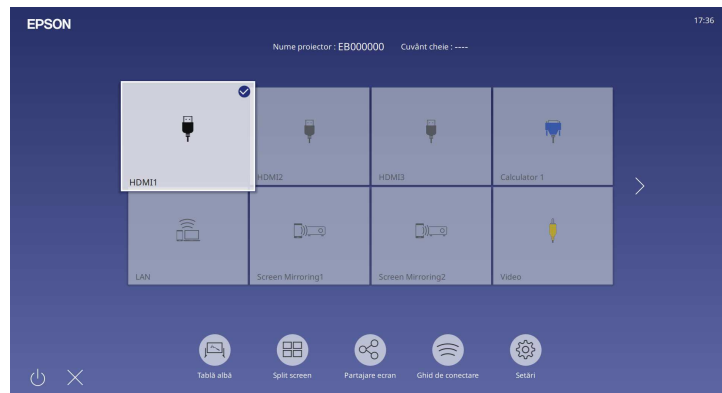 EPSON
17:36
Nume proiector : EB000000 Cuvânt cheie : ----
HDMI1
HDMI2
HDMI3
Calculator 1
LAN
Screen Mirroring1
Screen Mirroring2
Video
Tablă albă
Split screen
Partajare ecran
Ghid de conectare
Setări